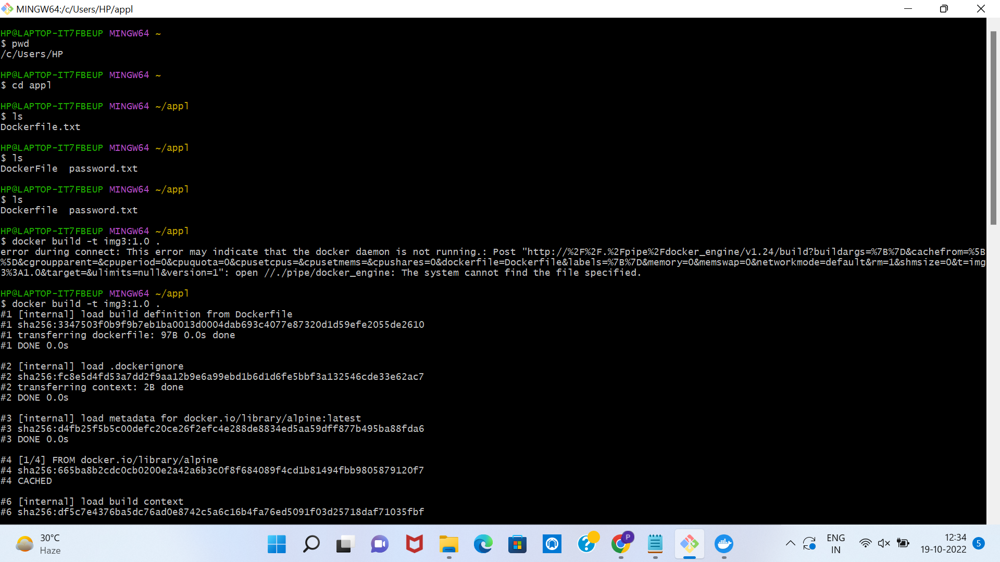 MINGW64:/c/Users/HP/appl
HP@LAPTOP-IT7FBEUP MINGW64 ~
$ pwd
/c/Users/HP
HP@LAPTOP-IT7FBEUP MINGW64 ~
$ cd appl
HP@LAPTOP-IT7FBEUP MINGW64 ~/appl
$ ls
Dockerfile.txt
HP@LAPTOP-IT7FBEUP MINGW64 ~/appl
$ ls
DockerFile  password.txt
HP@LAPTOP-IT7FBEUP MINGW64 ~/appl
$ ls
Dockerfile  password.txt
HP@LAPTOP-IT7FBEUP MINGW64 ~/appl
$ docker build -t img3:1.0 .
error during connect: This error may indicate that the docker daemon is not running.: Post "http://%2F%2F.%2Fpipe%2Fdocker_engine/v1.24/build?buildargs=%7B%7D&cachefrom=%5B
%5D&cgroupparent=&cpuperiod=0&cpuquota=0&cpusetcpus=&cpusetmems=&cpushares=0&dockerfile=Dockerfile&labels=%7B%7D&memory=0&memswap=0&networkmode=default&rm=1&shmsize=0&t=img
3%3A1.0&target=&ulimits=null&version=1": open //./pipe/docker_engine: The system cannot find the file specified.
HP@LAPTOP-IT7FBEUP MINGW64 ~/appl
$ docker build -t img3:1.0 .
#1 [internal] load build definition from Dockerfile
#1 sha256:3347503f0b9f9b7eb1ba0013d0004dab693c4077e87320d1d59efe2055de2610
#1 transferring dockerfile: 97B 0.0s done
#1 DONE 0.0s
#2 [internal] load .dockerignore
#2 sha256:fc8e5d4fd53a7dd2f9aa12b9e6a99ebd1b6d1d6fe5bbf3a132546cde33e62ac7
#2 transferring context: 2B done
#2 DONE 0.0s
#3 [internal] load metadata for docker.io/library/alpine:latest
#3 sha256:d4fb25f5b5c00defc20ce26f2efc4e288de8834ed5aa59dff877b495ba88fda6
#3 DONE 0.0s
#4 [1/4] FROM docker.io/library/alpine
#4 sha256:665ba8b2cdc0cb0200e2a42a6b3c0f8f684089f4cd1b81494fbb9805879120f7
#4 CACHED
#6 [internal] load build context
#6 sha256:df5c7e4376ba5dc76ad0e8742c5a6c16b4fa76ed5091f03d25718daf71035fbf
30°C
Haze
P
ENG
IN
12:34
19-10-2022
5